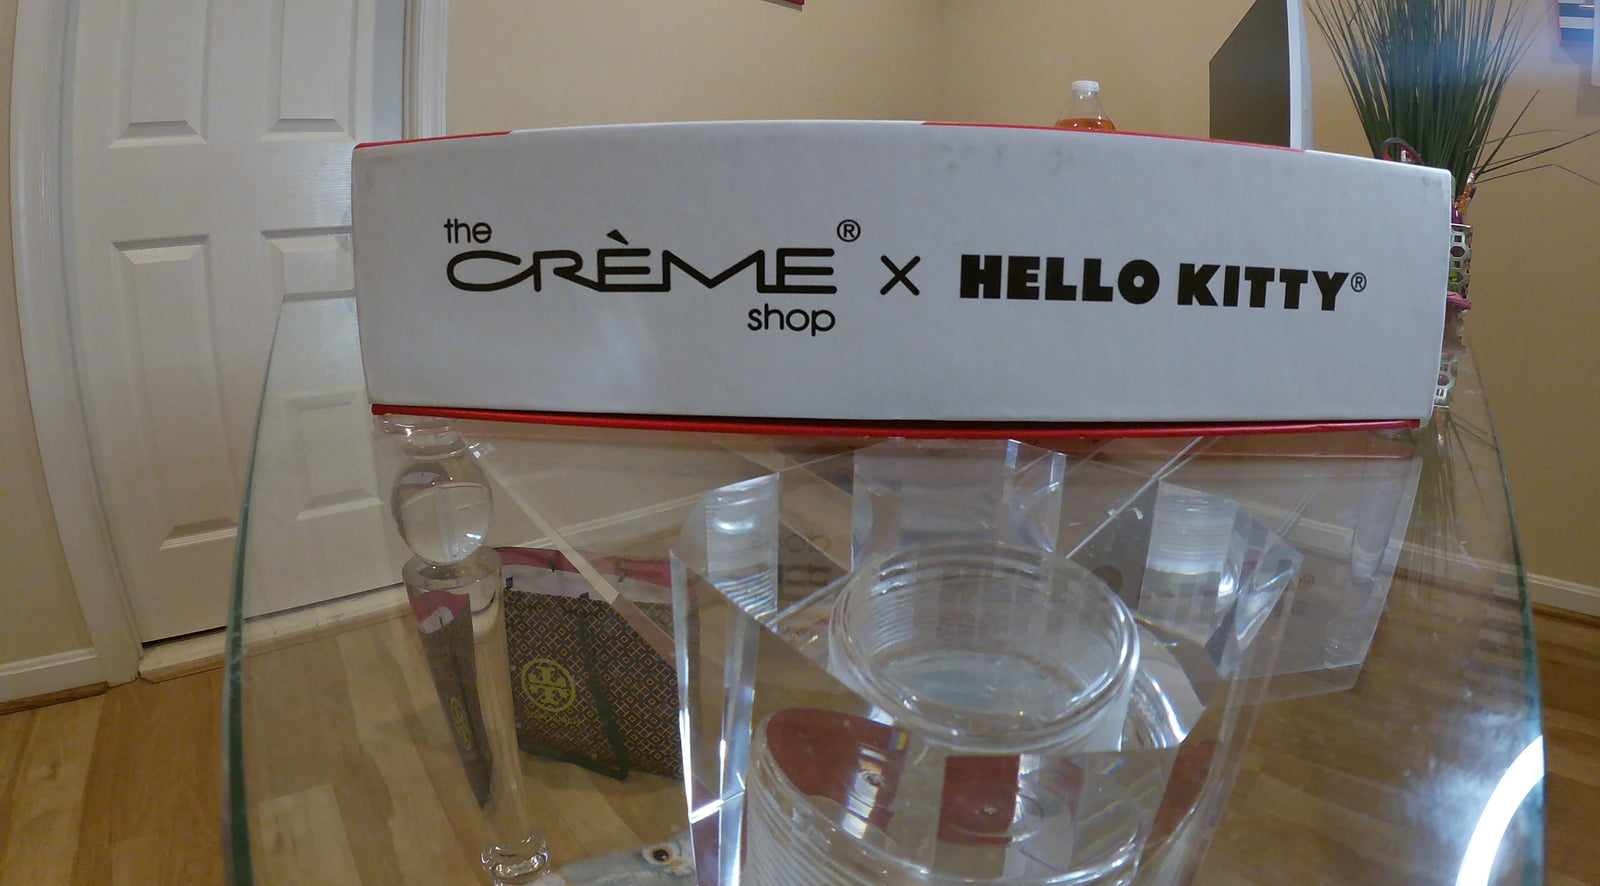 the
CRÈME® × HELLO KITTY®
shop